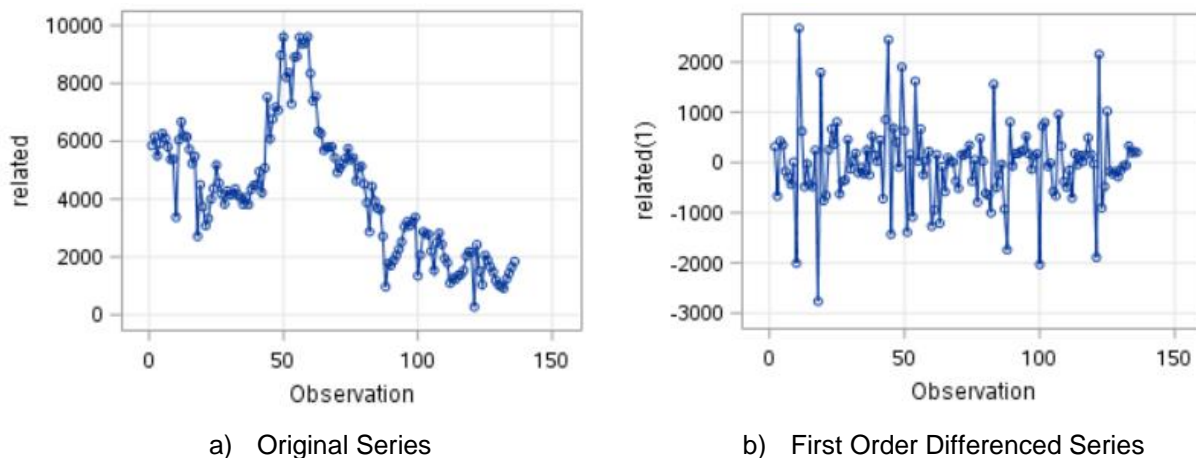 related
10000
8000
6000
4000
2000
0
0 50 100 150
Observation
related(1)
2000
1000
0
-1000
-2000
-3000
0 50 100 150
Observation
a) Original Series
b) First Order Differenced Series